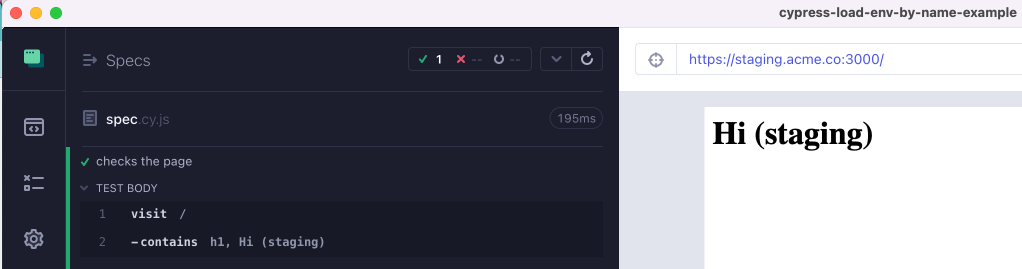 cypress-load-env-by-name-example
Specs
1 -- --
https://staging.acme.co:3000/
spec.cy.js
195ms
checks the page
TEST BODY
1 visit /
2 -contains h1, Hi (staging)
Hi (staging)